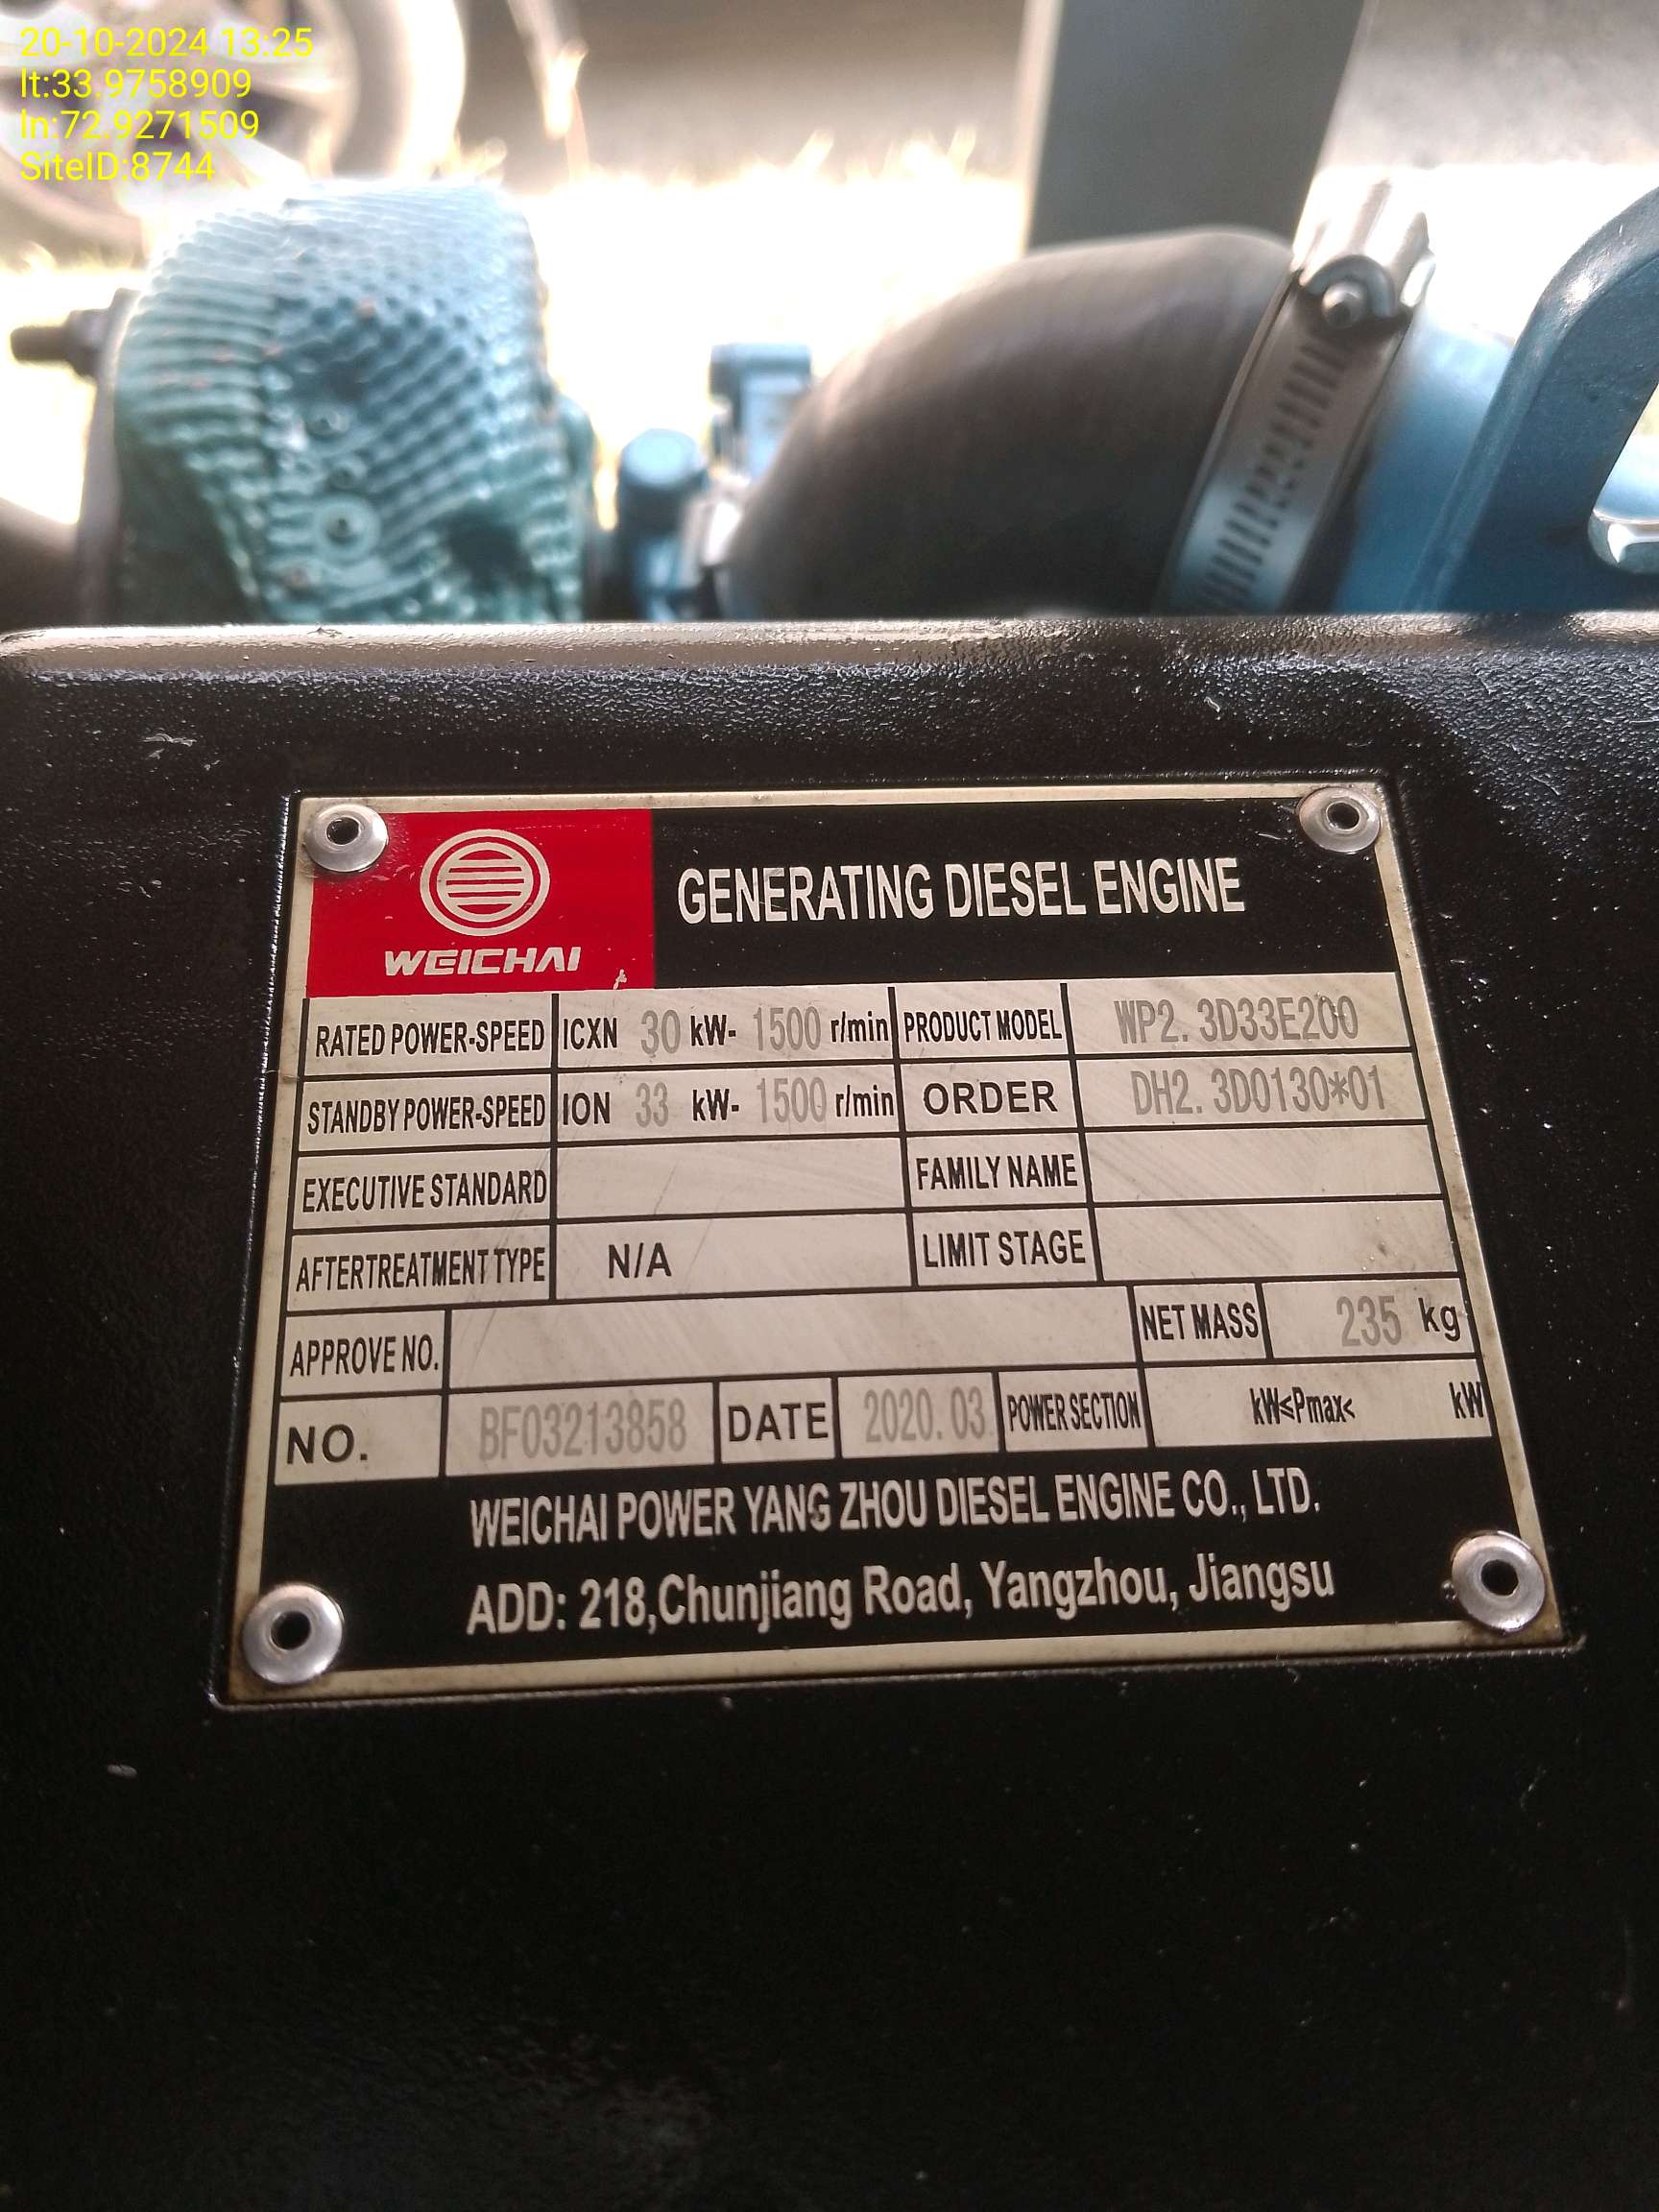 20-10-2024 13:25
lt:33.9758909
ln:72.9271509
SiteID:8744
WEICHAI
GENERATING DIESEL ENGINE
RATED POWER-SPEED ICXN 30 kW- 1500 r/min PRODUCT MODEL WP2. 3D33E200
STANDBY POWER-SPEED ION 33 kW- 1500 r/min ORDER DH2. 3D0130*01
EXECUTIVE STANDARD FAMILY NAME
AFTERTREATMENT TYPE N/A LIMIT STAGE
APPROVE NO. NET MASS 235 kg
NO. BF03213858 DATE 2020.03 POWER SECTION kW≤Pmax< kW
WEICHAI POWER YANG ZHOU DIESEL ENGINE CO., LTD.
ADD: 218,Chunjiang Road, Yangzhou, Jiangsu